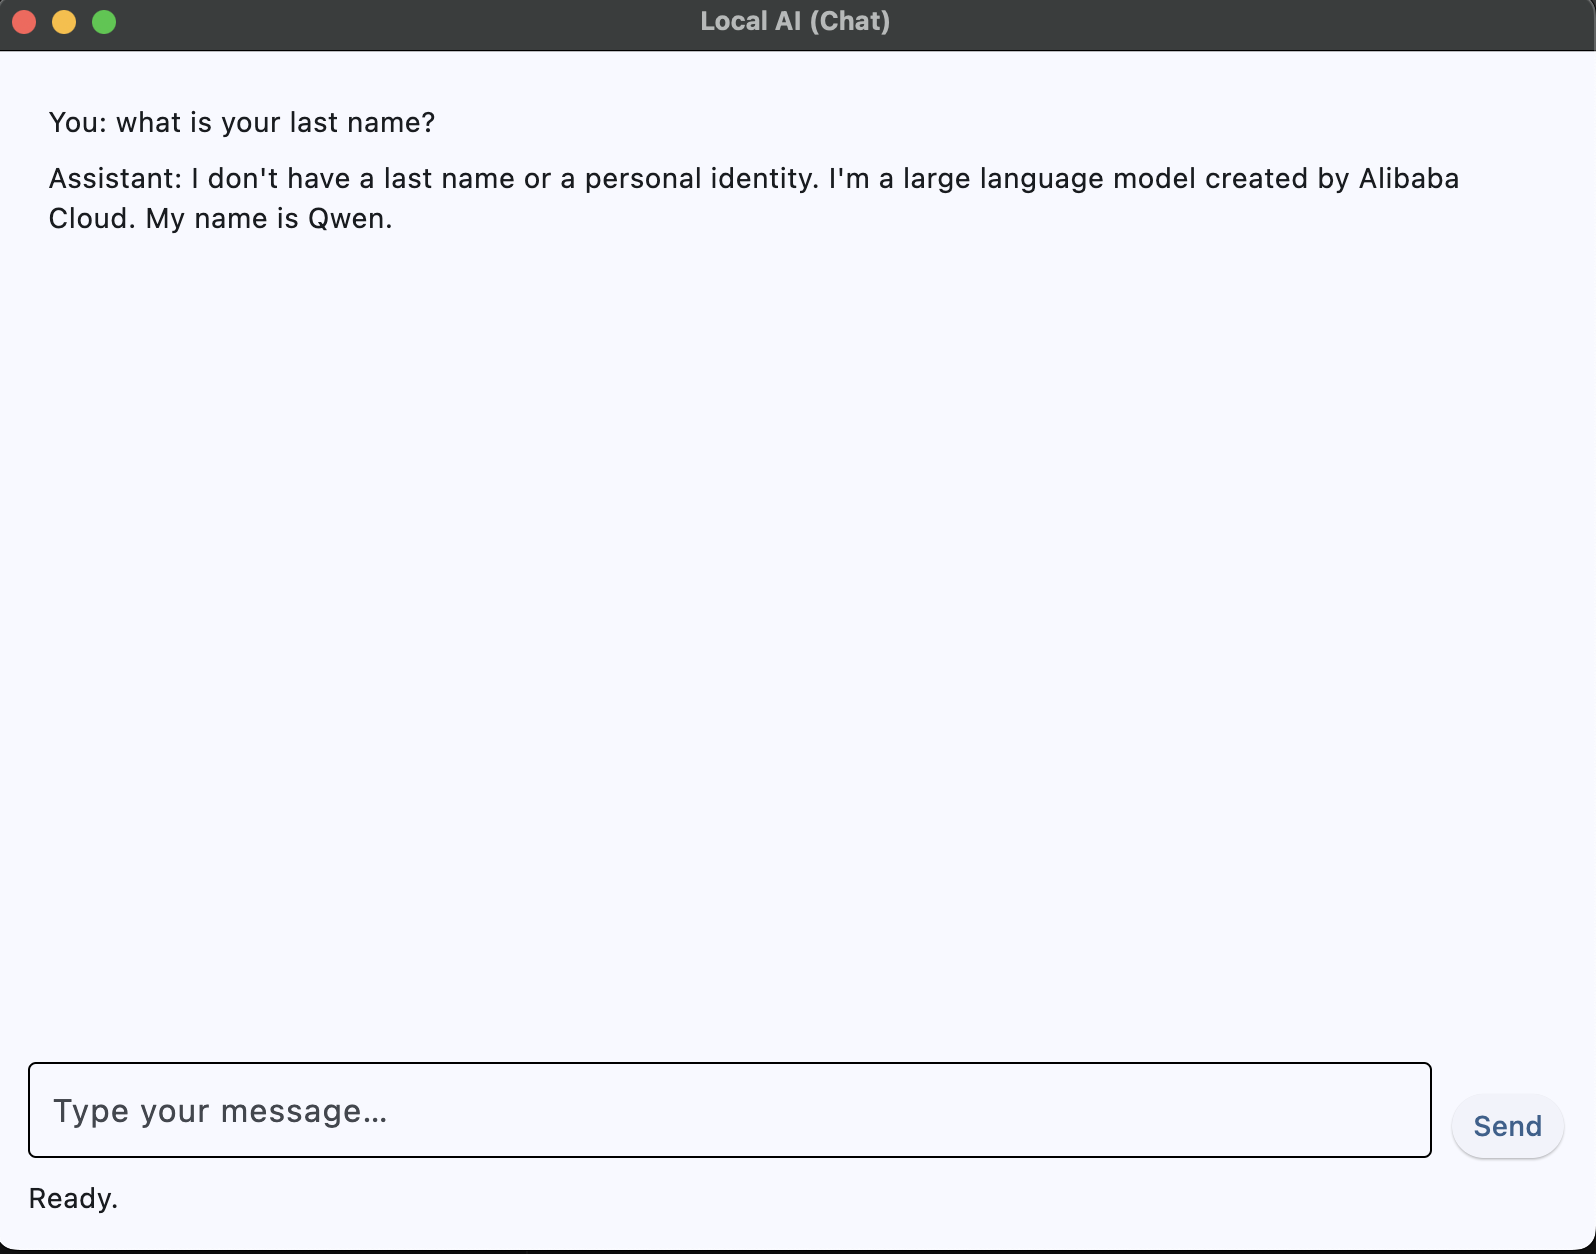 Local AI (Chat)
You: what is your last name?
Assistant: I don't have a last name or a personal identity. I'm a large language model created by Alibaba
Cloud. My name is Qwen.
Type your message...
Send
Ready.